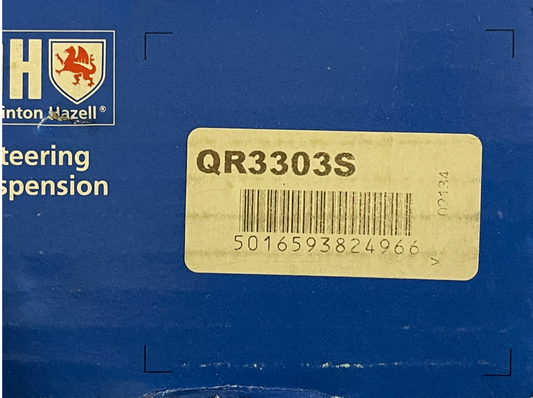 H
inton Hazell®
teering
spension
QR3303S
02134
5016593824966
V